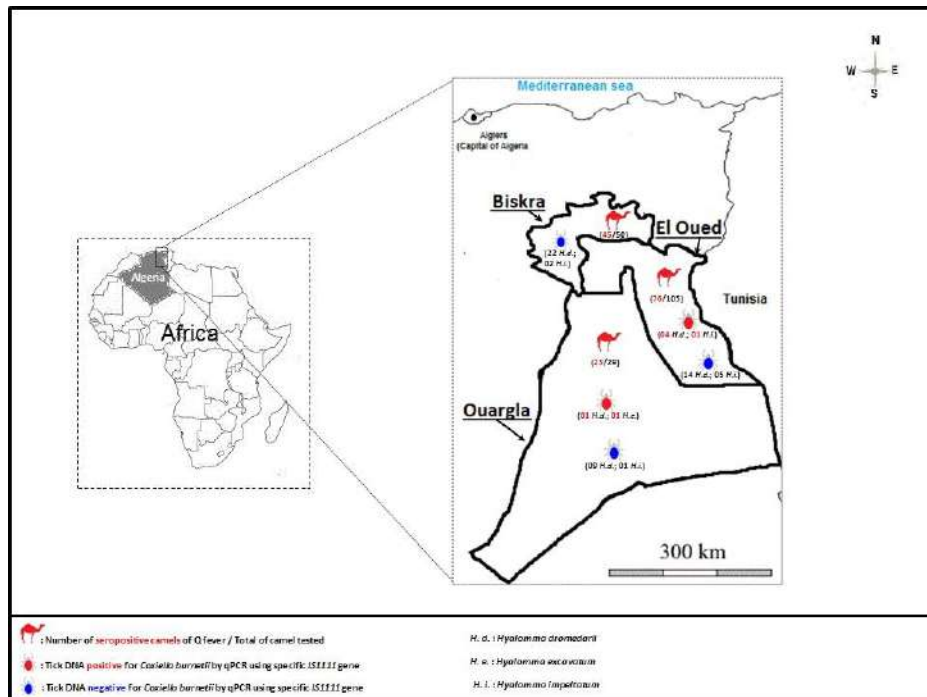 N
W E
S
Mediterranean sea
Algiers
(Capital of Algeria
Biskra
(45/50)
El Oued
(22 H.d.;
02 H.i.)
Algeria
Tunisia
(76/105)
Africa
(04 H.d.; 03 H.i.)
(14 H.d.; 05 H.i.)
(23/29)
Ouargla
(01 H.d.; 01 H.e.)
(09 H.d.; 01 H.i.)
300 km
: Number of seropositive camels of Q fever / Total of camel tested
H. d. : Hyalomma dromedarii
: Tick DNA positive for Coxiella burnetii by qPCR using specific IS1111 gene
H. e. : Hyalomma excavatum
: Tick DNA negative for Coxiella burnetii by qPCR using specific IS1111 gene
H. i. : Hyalomma impeltatum